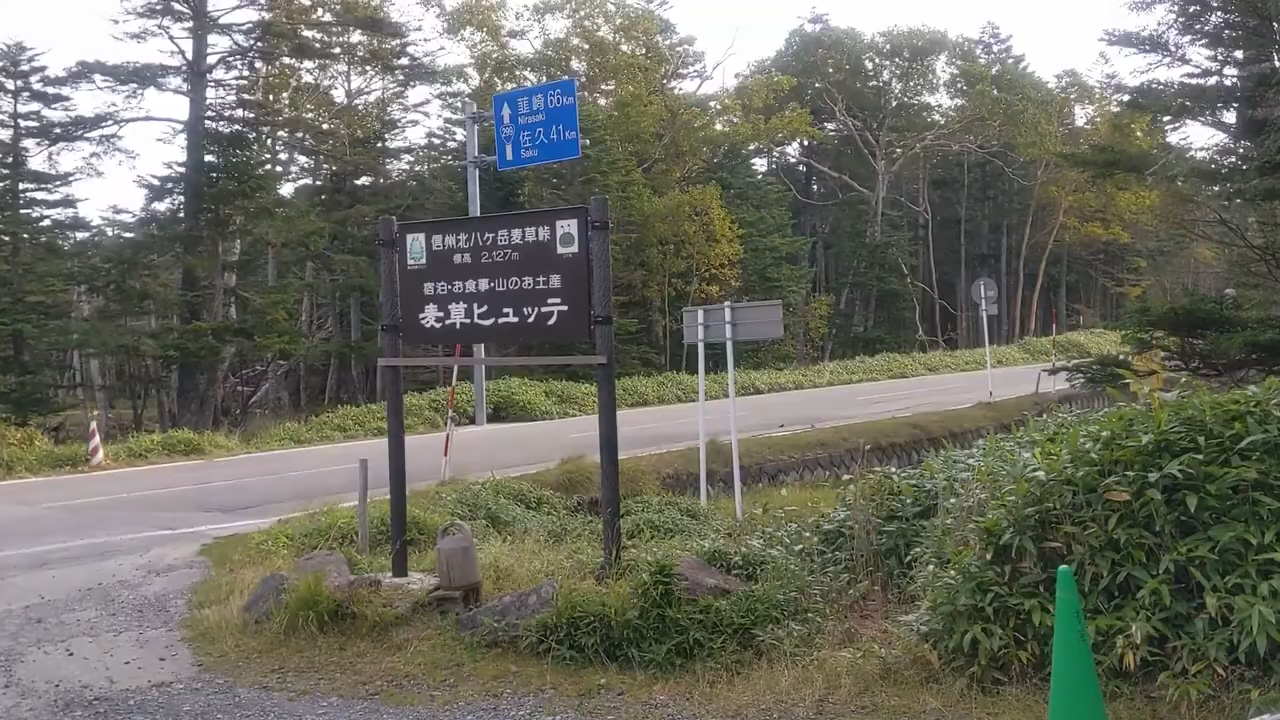 韮崎 66Km
Nirasaki
299
佐久 41Km
Saku
信州北八ケ岳麦草峠
標高 2,127m
宿泊・お食事・山のお土産
麦草ヒュッテ